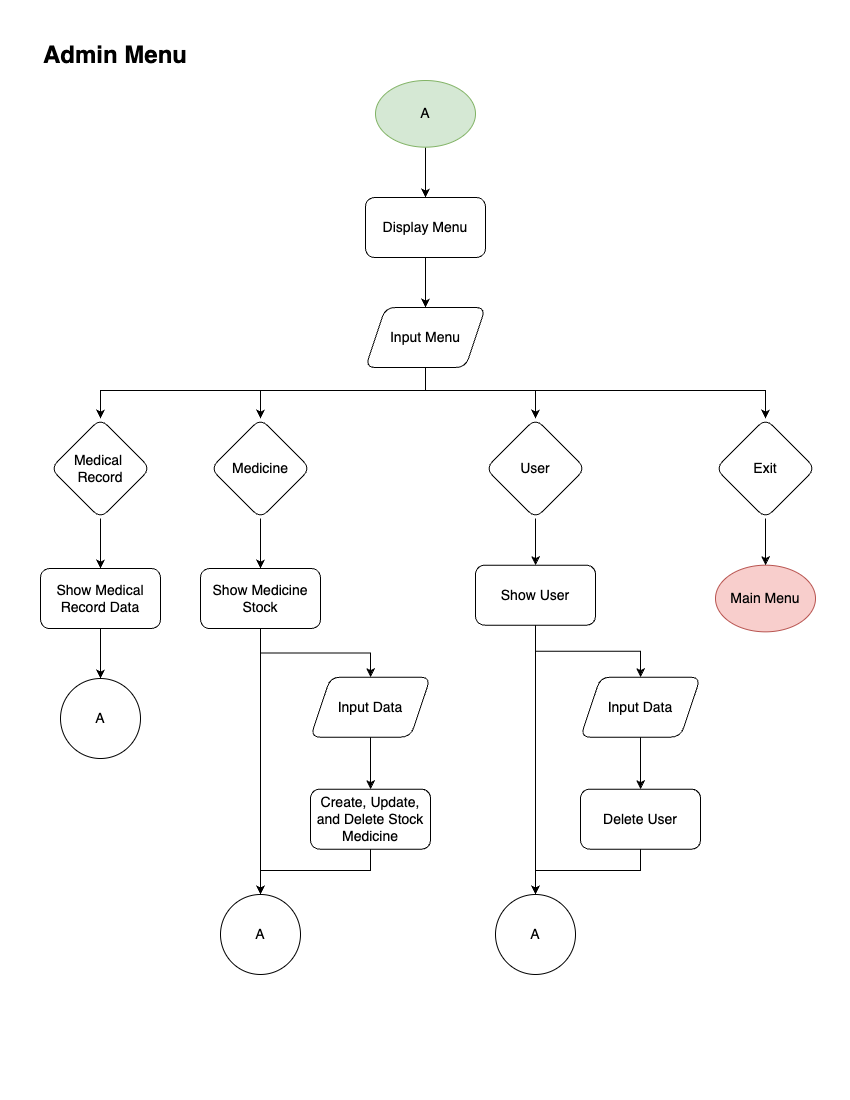 Admin Menu
A
Display Menu
Input Menu
Medical
Record
Medicine
User
Exit
Show Medical
Record Data
Show Medicine
Stock
Show User
Main Menu
A
Input Data
Input Data
Create, Update,
and Delete Stock
Medicine
Delete User
A
A